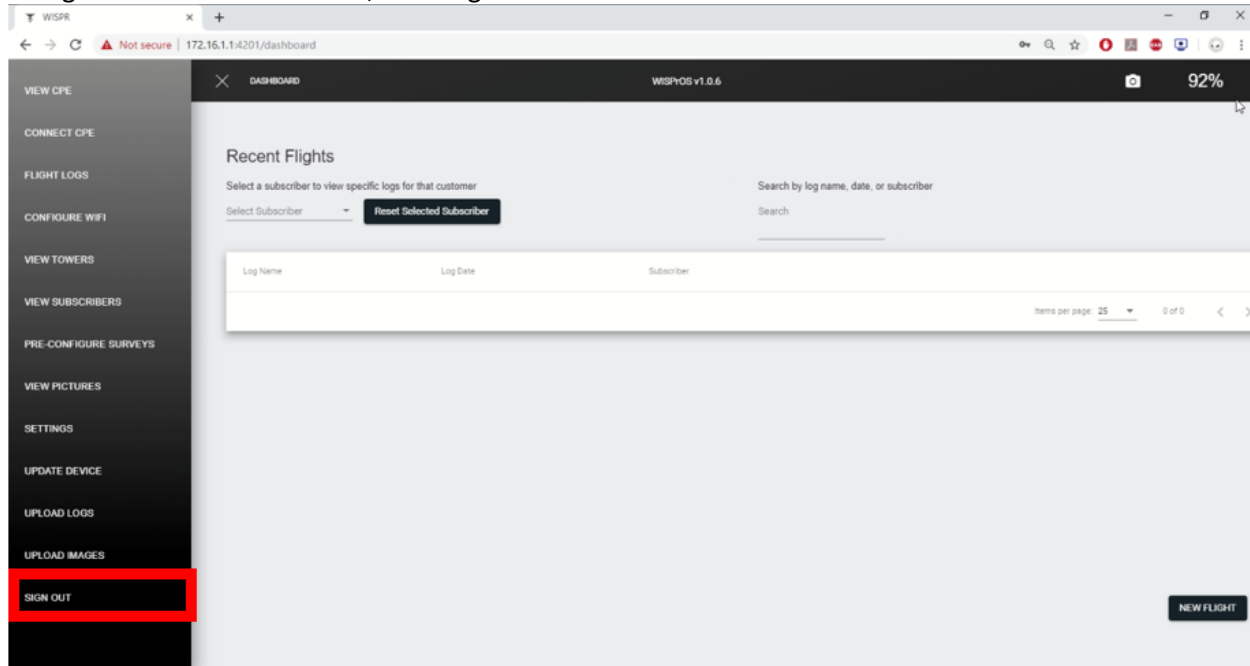 WISPR
Not secure | 172.16.1.1:4201/dashboard
DASHBOARD
WISPrOS v1.0.6
92%
VIEW CPE
CONNECT CPE
FLIGHT LOGS
CONFIGURE WIFI
VIEW TOWERS
VIEW SUBSCRIBERS
PRE-CONFIGURE SURVEYS
VIEW PICTURES
SETTINGS
UPDATE DEVICE
UPLOAD LOGS
UPLOAD IMAGES
SIGN OUT
Recent Flights
Select a subscriber to view specific logs for that customer
Search by log name, date, or subscriber
Select Subscriber
Reset Selected Subscriber
Search
Log Name Log Date Subscriber
Items per page: 25 0 of 0
NEW FLIGHT